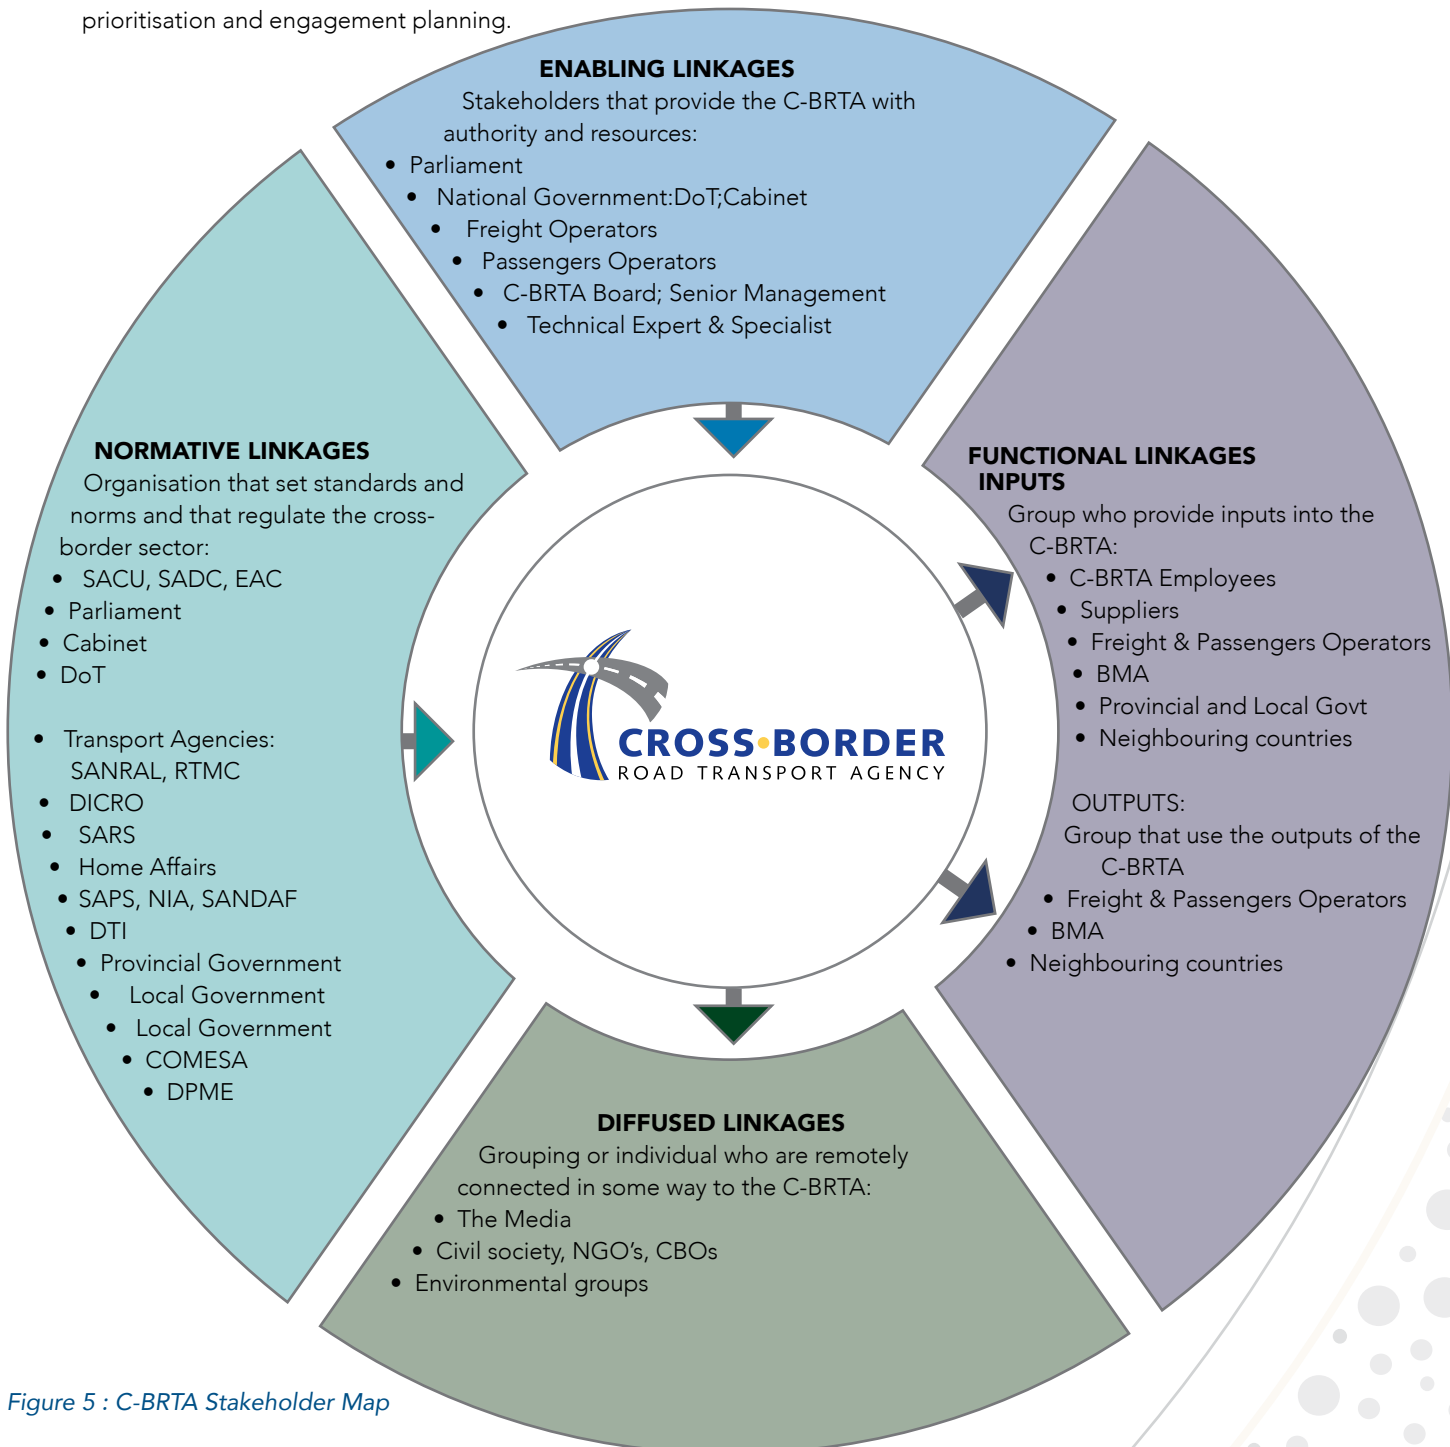 prioritisation and engagement planning.
ENABLING LINKAGES
Stakeholders that provide the C-BRTA with
authority and resources:
• Parliament
• National Government:DoT;Cabinet
• Freight Operators
• Passengers Operators
• C-BRTA Board; Senior Management
• Technical Expert & Specialist
NORMATIVE LINKAGES
Organisation that set standards and
norms and that regulate the cross-
border sector:
• SACU, SADC, EAC
• Parliament
• Cabinet
• DoT
• Transport Agencies:
SANRAL, RTMC
• DICRO
• SARS
• Home Affairs
• SAPS, NIA, SANDAF
• DTI
• Provincial Government
• Local Government
• Local Government
• COMESA
• DPME
CROSS•BORDER
ROAD TRANSPORT AGENCY
FUNCTIONAL LINKAGES
INPUTS
Group who provide inputs into the
C-BRTA:
• C-BRTA Employees
• Suppliers
• Freight & Passengers Operators
• BMA
• Provincial and Local Govt
• Neighbouring countries
OUTPUTS:
Group that use the outputs of the
C-BRTA
• Freight & Passengers Operators
• BMA
• Neighbouring countries
DIFFUSED LINKAGES
Grouping or individual who are remotely
connected in some way to the C-BRTA:
• The Media
• Civil society, NGO’s, CBOs
• Environmental groups
Figure 5 : C-BRTA Stakeholder Map